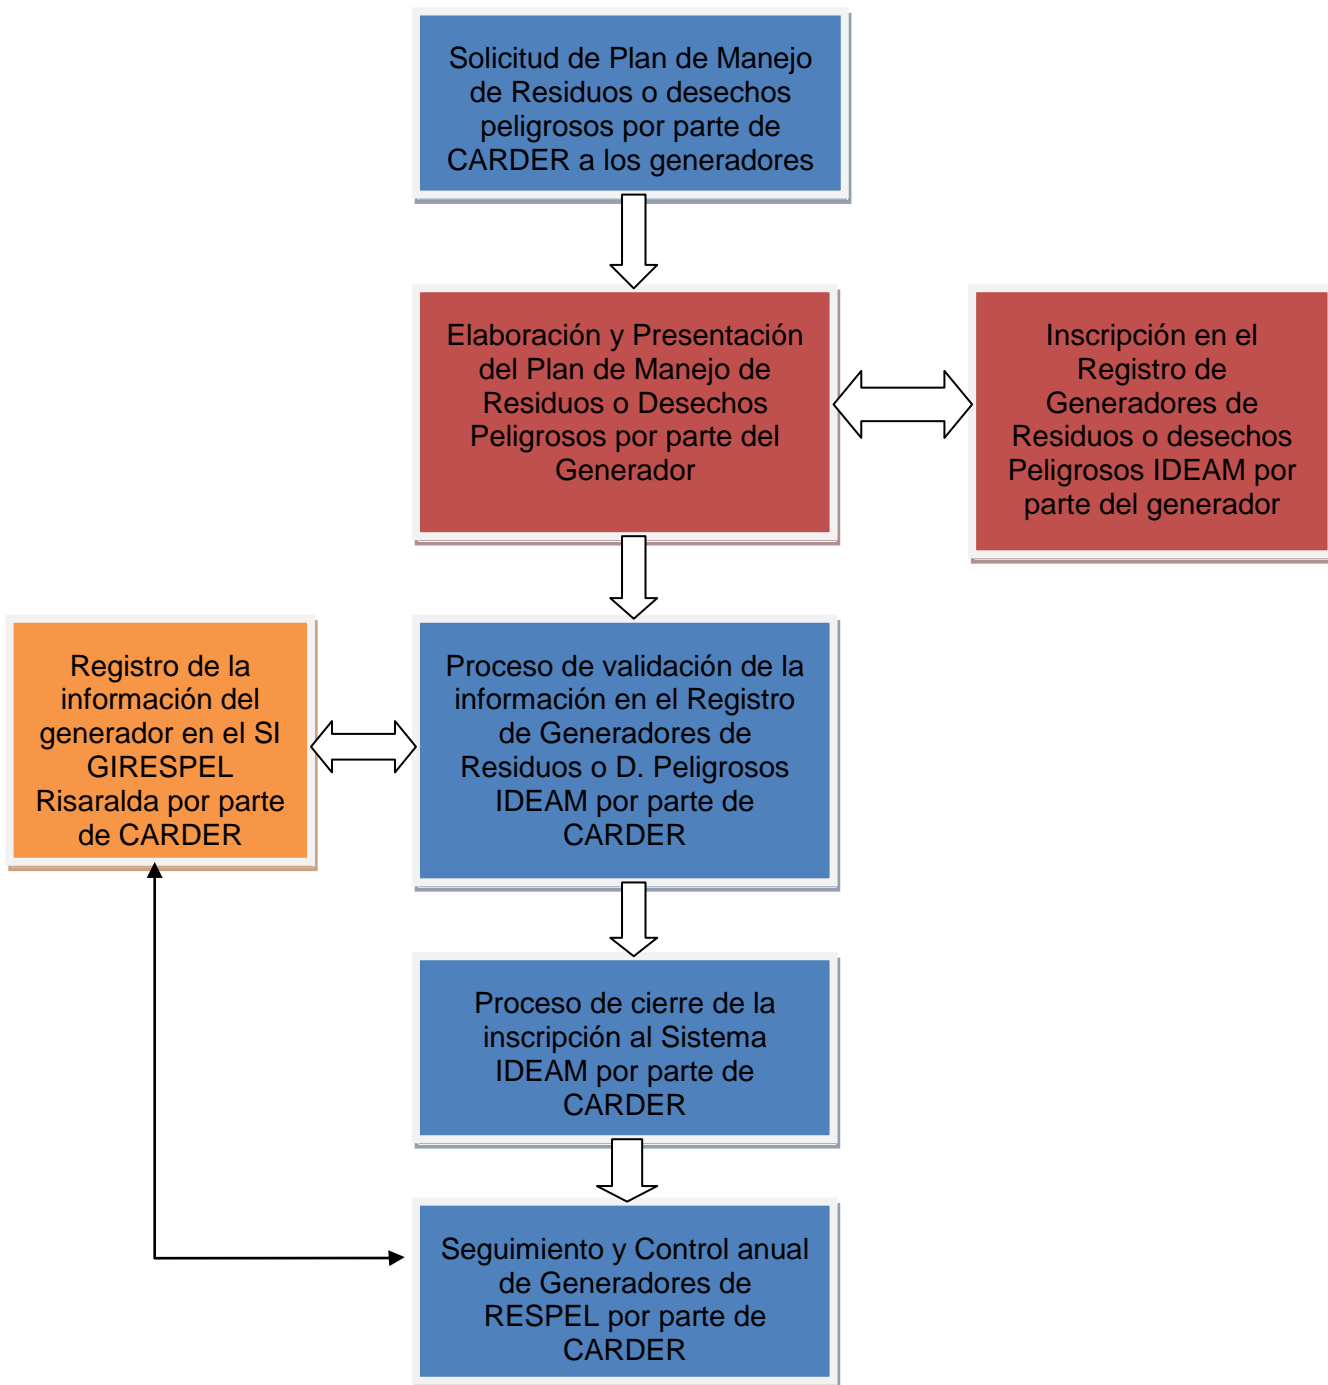 Solicitud de Plan de Manejo
de Residuos o desechos
peligrosos por parte de
CARDER a los generadores
Elaboración y Presentación
del Plan de Manejo de
Residuos o Desechos
Peligrosos por parte del
Generador
Inscripción en el
Registro de
Generadores de
Residuos o desechos
Peligrosos IDEAM por
parte del generador
Registro de la
información del
generador en el SI
GIRESPEL
Risaralda por parte
de CARDER
Proceso de validación de la
información en el Registro
de Generadores de
Residuos o D. Peligrosos
IDEAM por parte de
CARDER
Proceso de cierre de la
inscripción al Sistema
IDEAM por parte de
CARDER
Seguimiento y Control anual
de Generadores de
RESPEL por parte de
CARDER